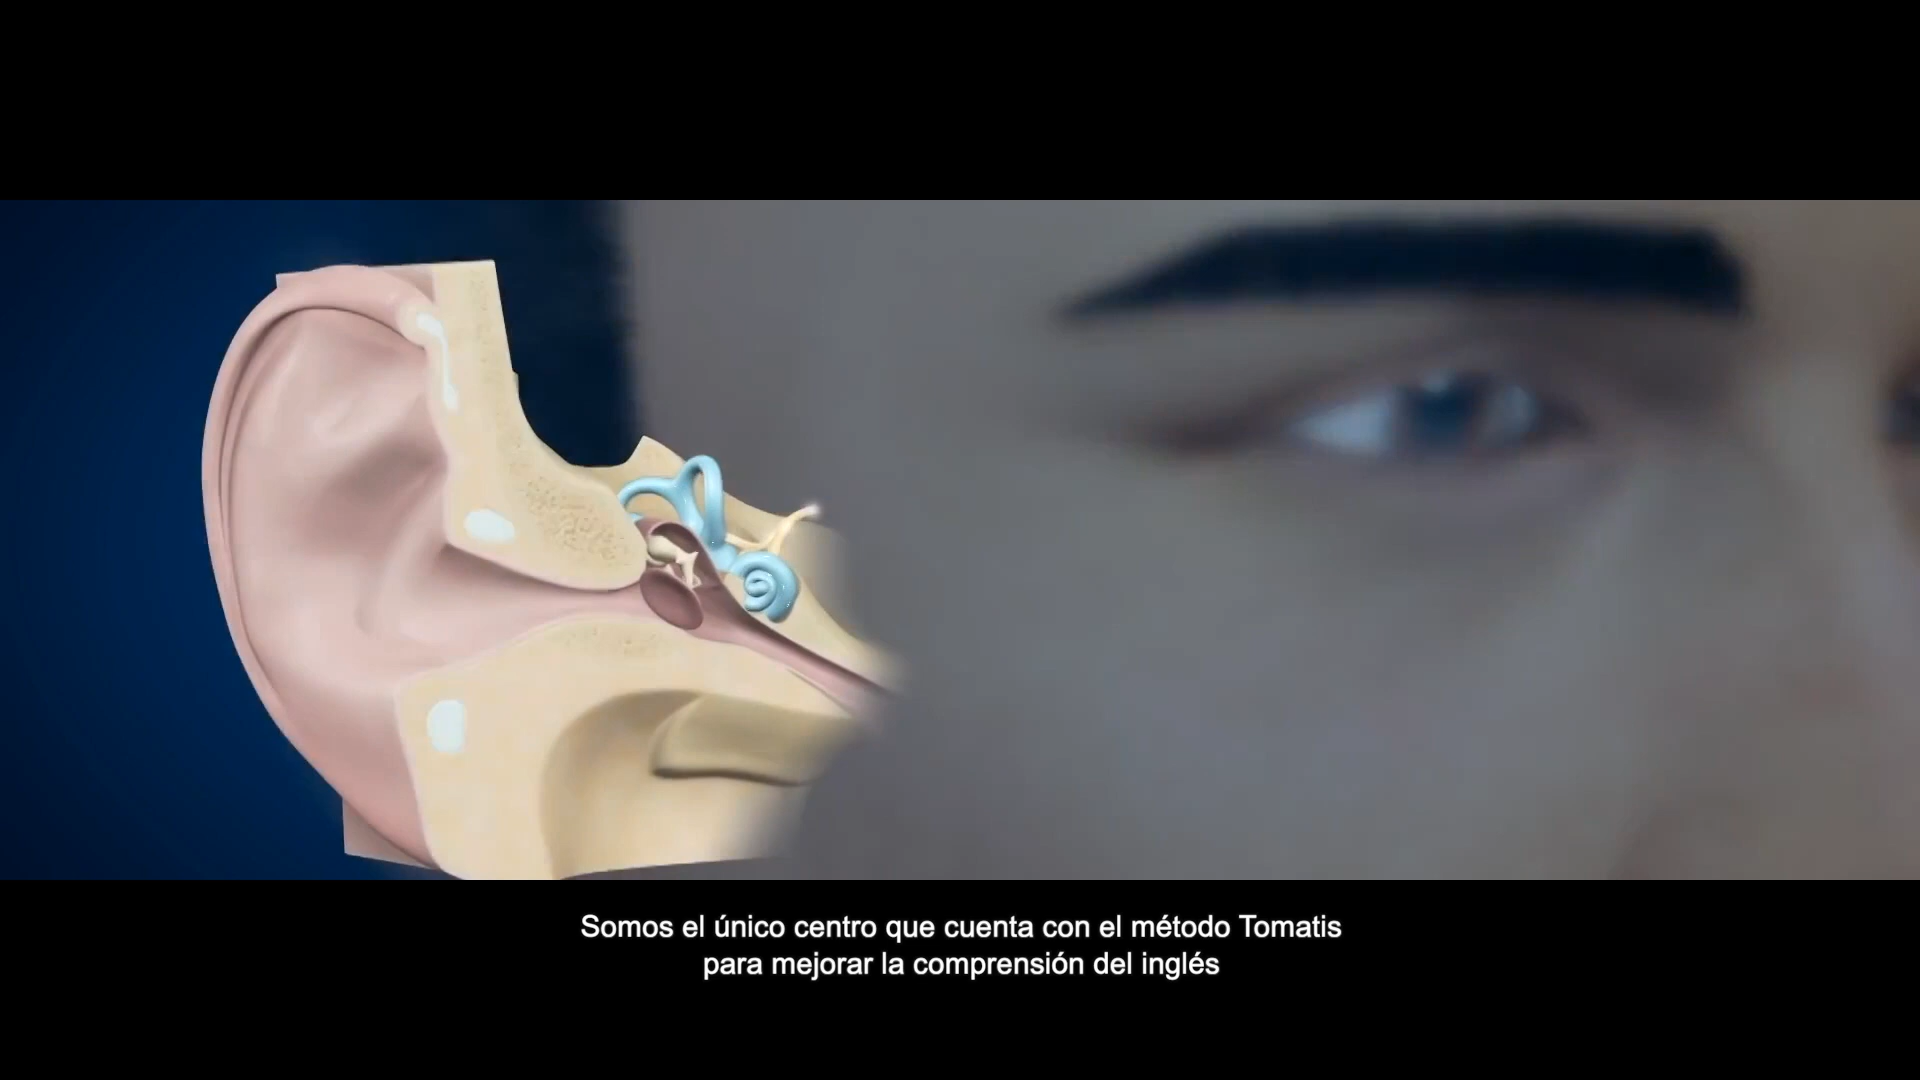 Somos el único centro que cuenta con el método Tomatis
para mejorar la comprensión del inglés